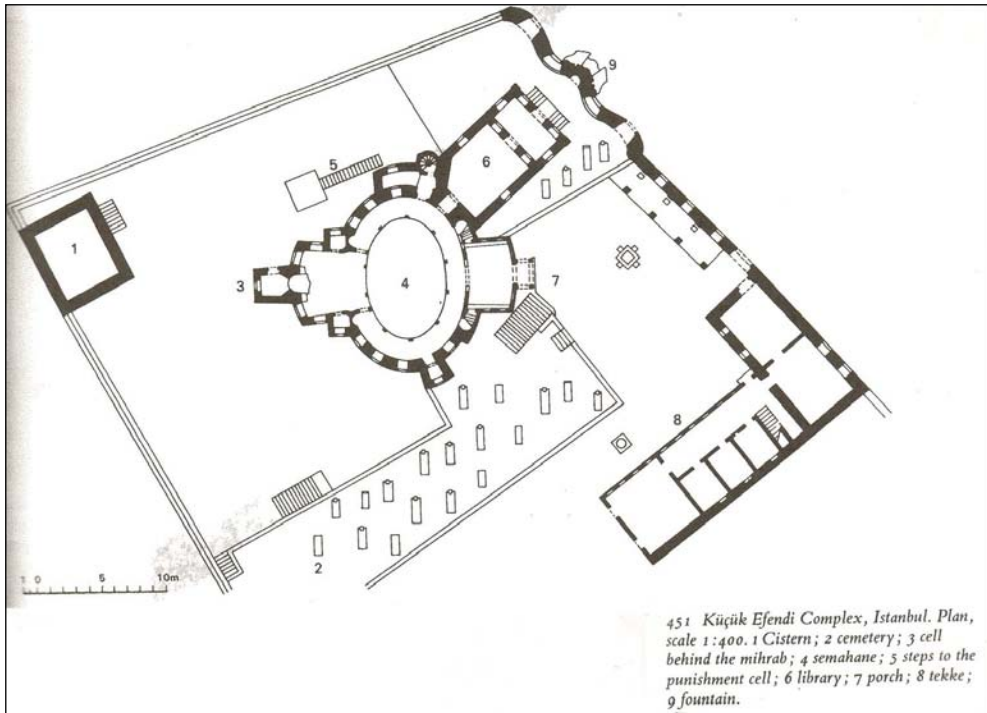 9
5
6
1
3
4
7
8
2
1 0 5 10m
451 Küçük Efendi Complex, Istanbul. Plan,
scale 1:400. 1 Cistern; 2 cemetery; 3 cell
behind the mihrab; 4 semahane; 5 steps to the
punishment cell; 6 library; 7 porch; 8 tekke;
9 fountain.